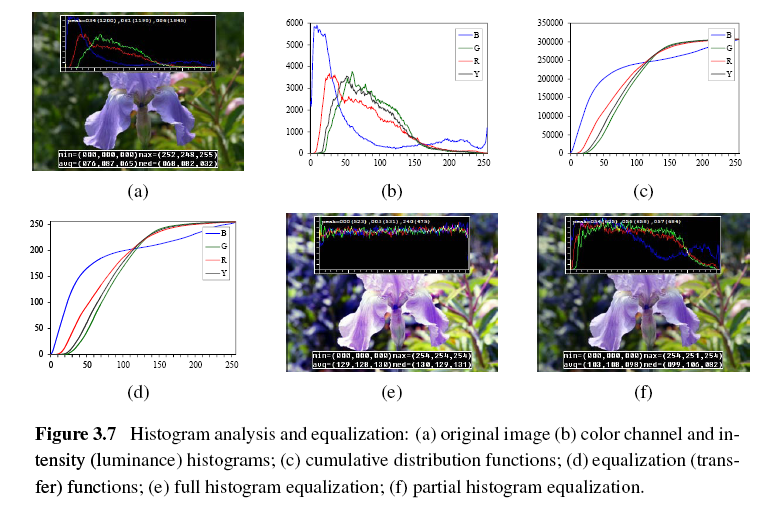 peak=034(1200),061(1190),006(1845)
min=(000,000,000)max=(252,248,255)
avg=(076,087,065)med=(068,082,032)
(a)
6000
5000
4000
3000
2000
1000
0
0 50 100 150 200 250
B
G
R
Y
(b)
350000
300000
250000
200000
150000
100000
50000
0
0 50 100 150 200 250
B
G
R
Y
(c)
250
200
150
100
50
0
0 50 100 150 200 250
B
G
R
Y
(d)
min=(000,000,000)max=(254,254,254)
avg=(129,128,130)med=(130,129,131)
(e)
min=(000,000,000)max=(254,251,254)
avg=(103,108,098)med=(099,106,082)
(f)
Figure 3.7 Histogram analysis and equalization: (a) original image (b) color channel and in-
tensity (luminance) histograms; (c) cumulative distribution functions; (d) equalization (trans-
fer) functions; (e) full histogram equalization; (f) partial histogram equalization.